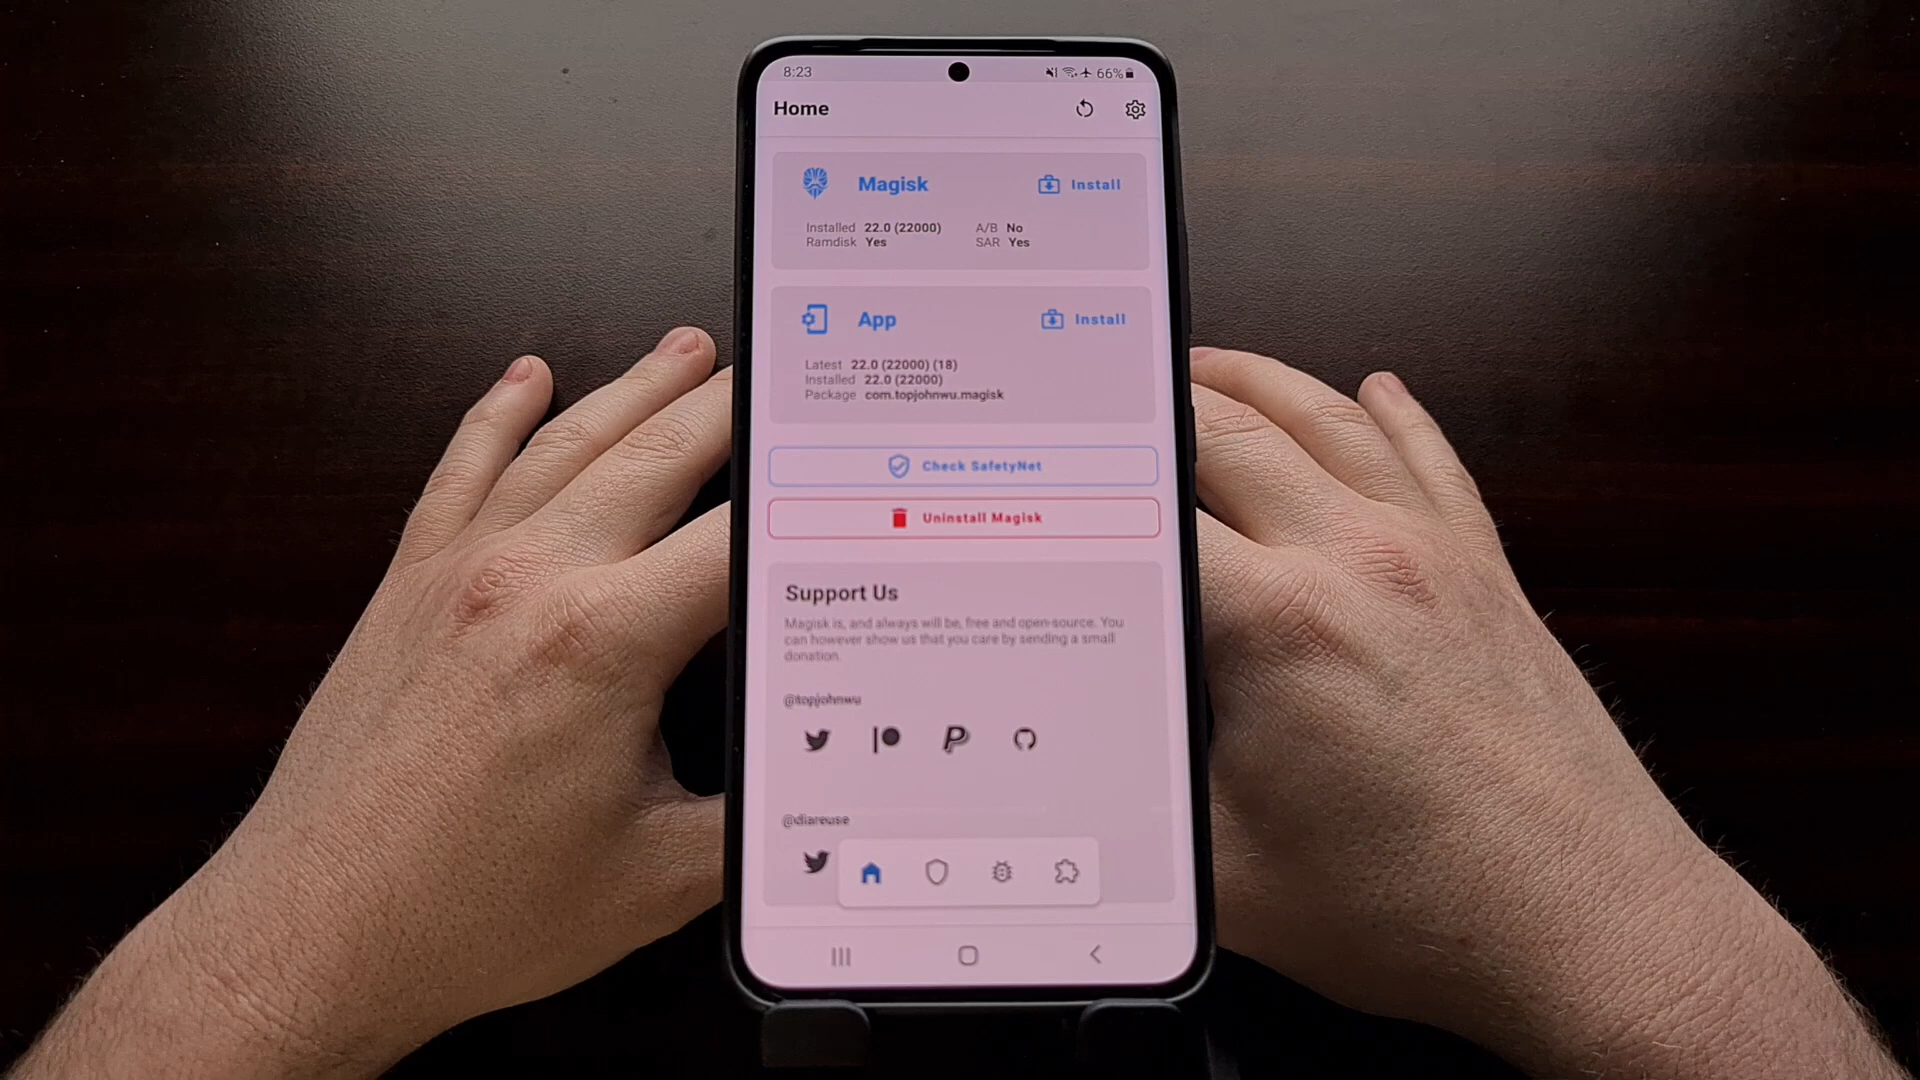 8:23 66%
Home
Magisk Install
Installed 22.0 (22000) A/B No
Ramdisk Yes SAR Yes
App Install
Latest 22.0 (22000) (18)
Installed 22.0 (22000)
Package com.topjohnwu.magisk
Check SafetyNet
Uninstall Magisk
Support Us
Magisk is, and always will be, free and open-source. You
can however show us that you care by sending a small
donation.
@topjohnwu
@diareuse